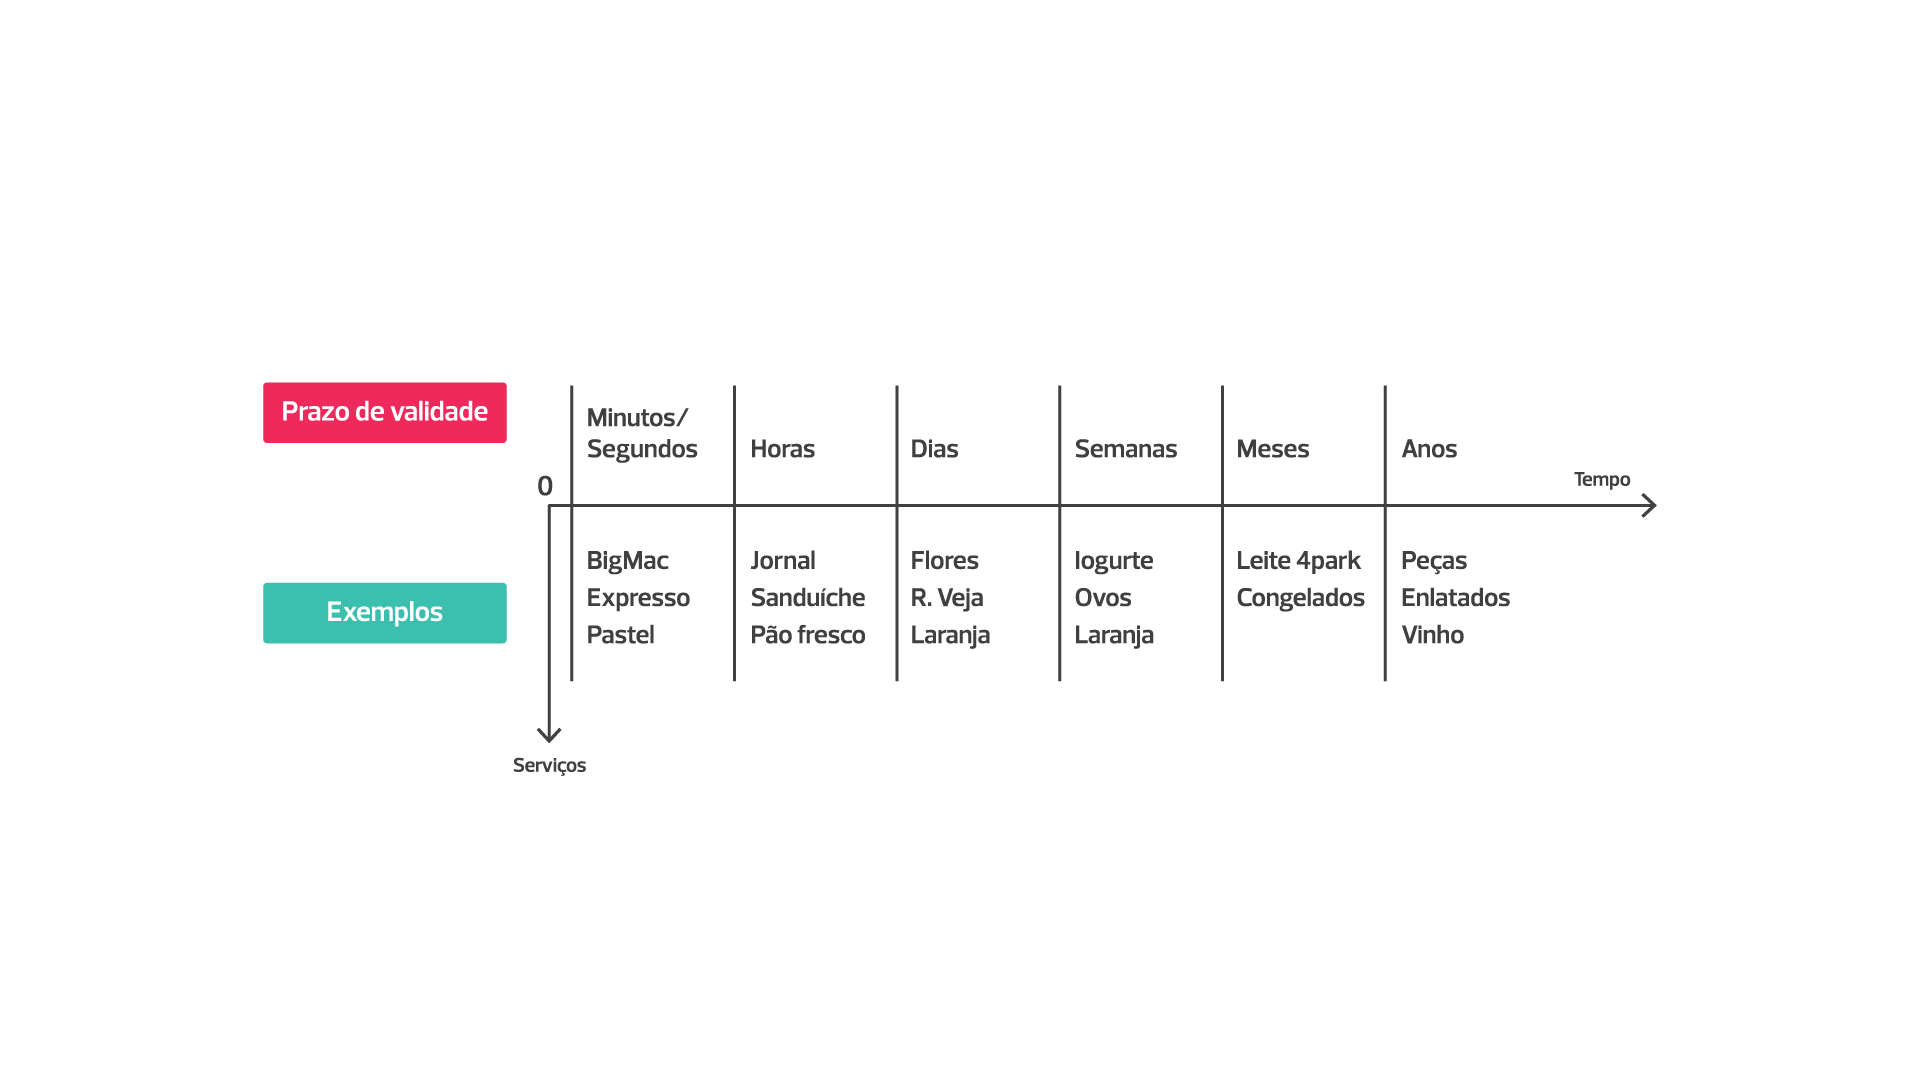 Prazo de validade
Minutos/
Segundos
Horas
Dias
Semanas
Meses
Anos
0
Tempo
Exemplos
BigMac
Expresso
Pastel
Jornal
Sanduíche
Pão fresco
Flores
R. Veja
Laranja
Iogurte
Ovos
Laranja
Leite 4park
Congelados
Peças
Enlatados
Vinho
Serviços